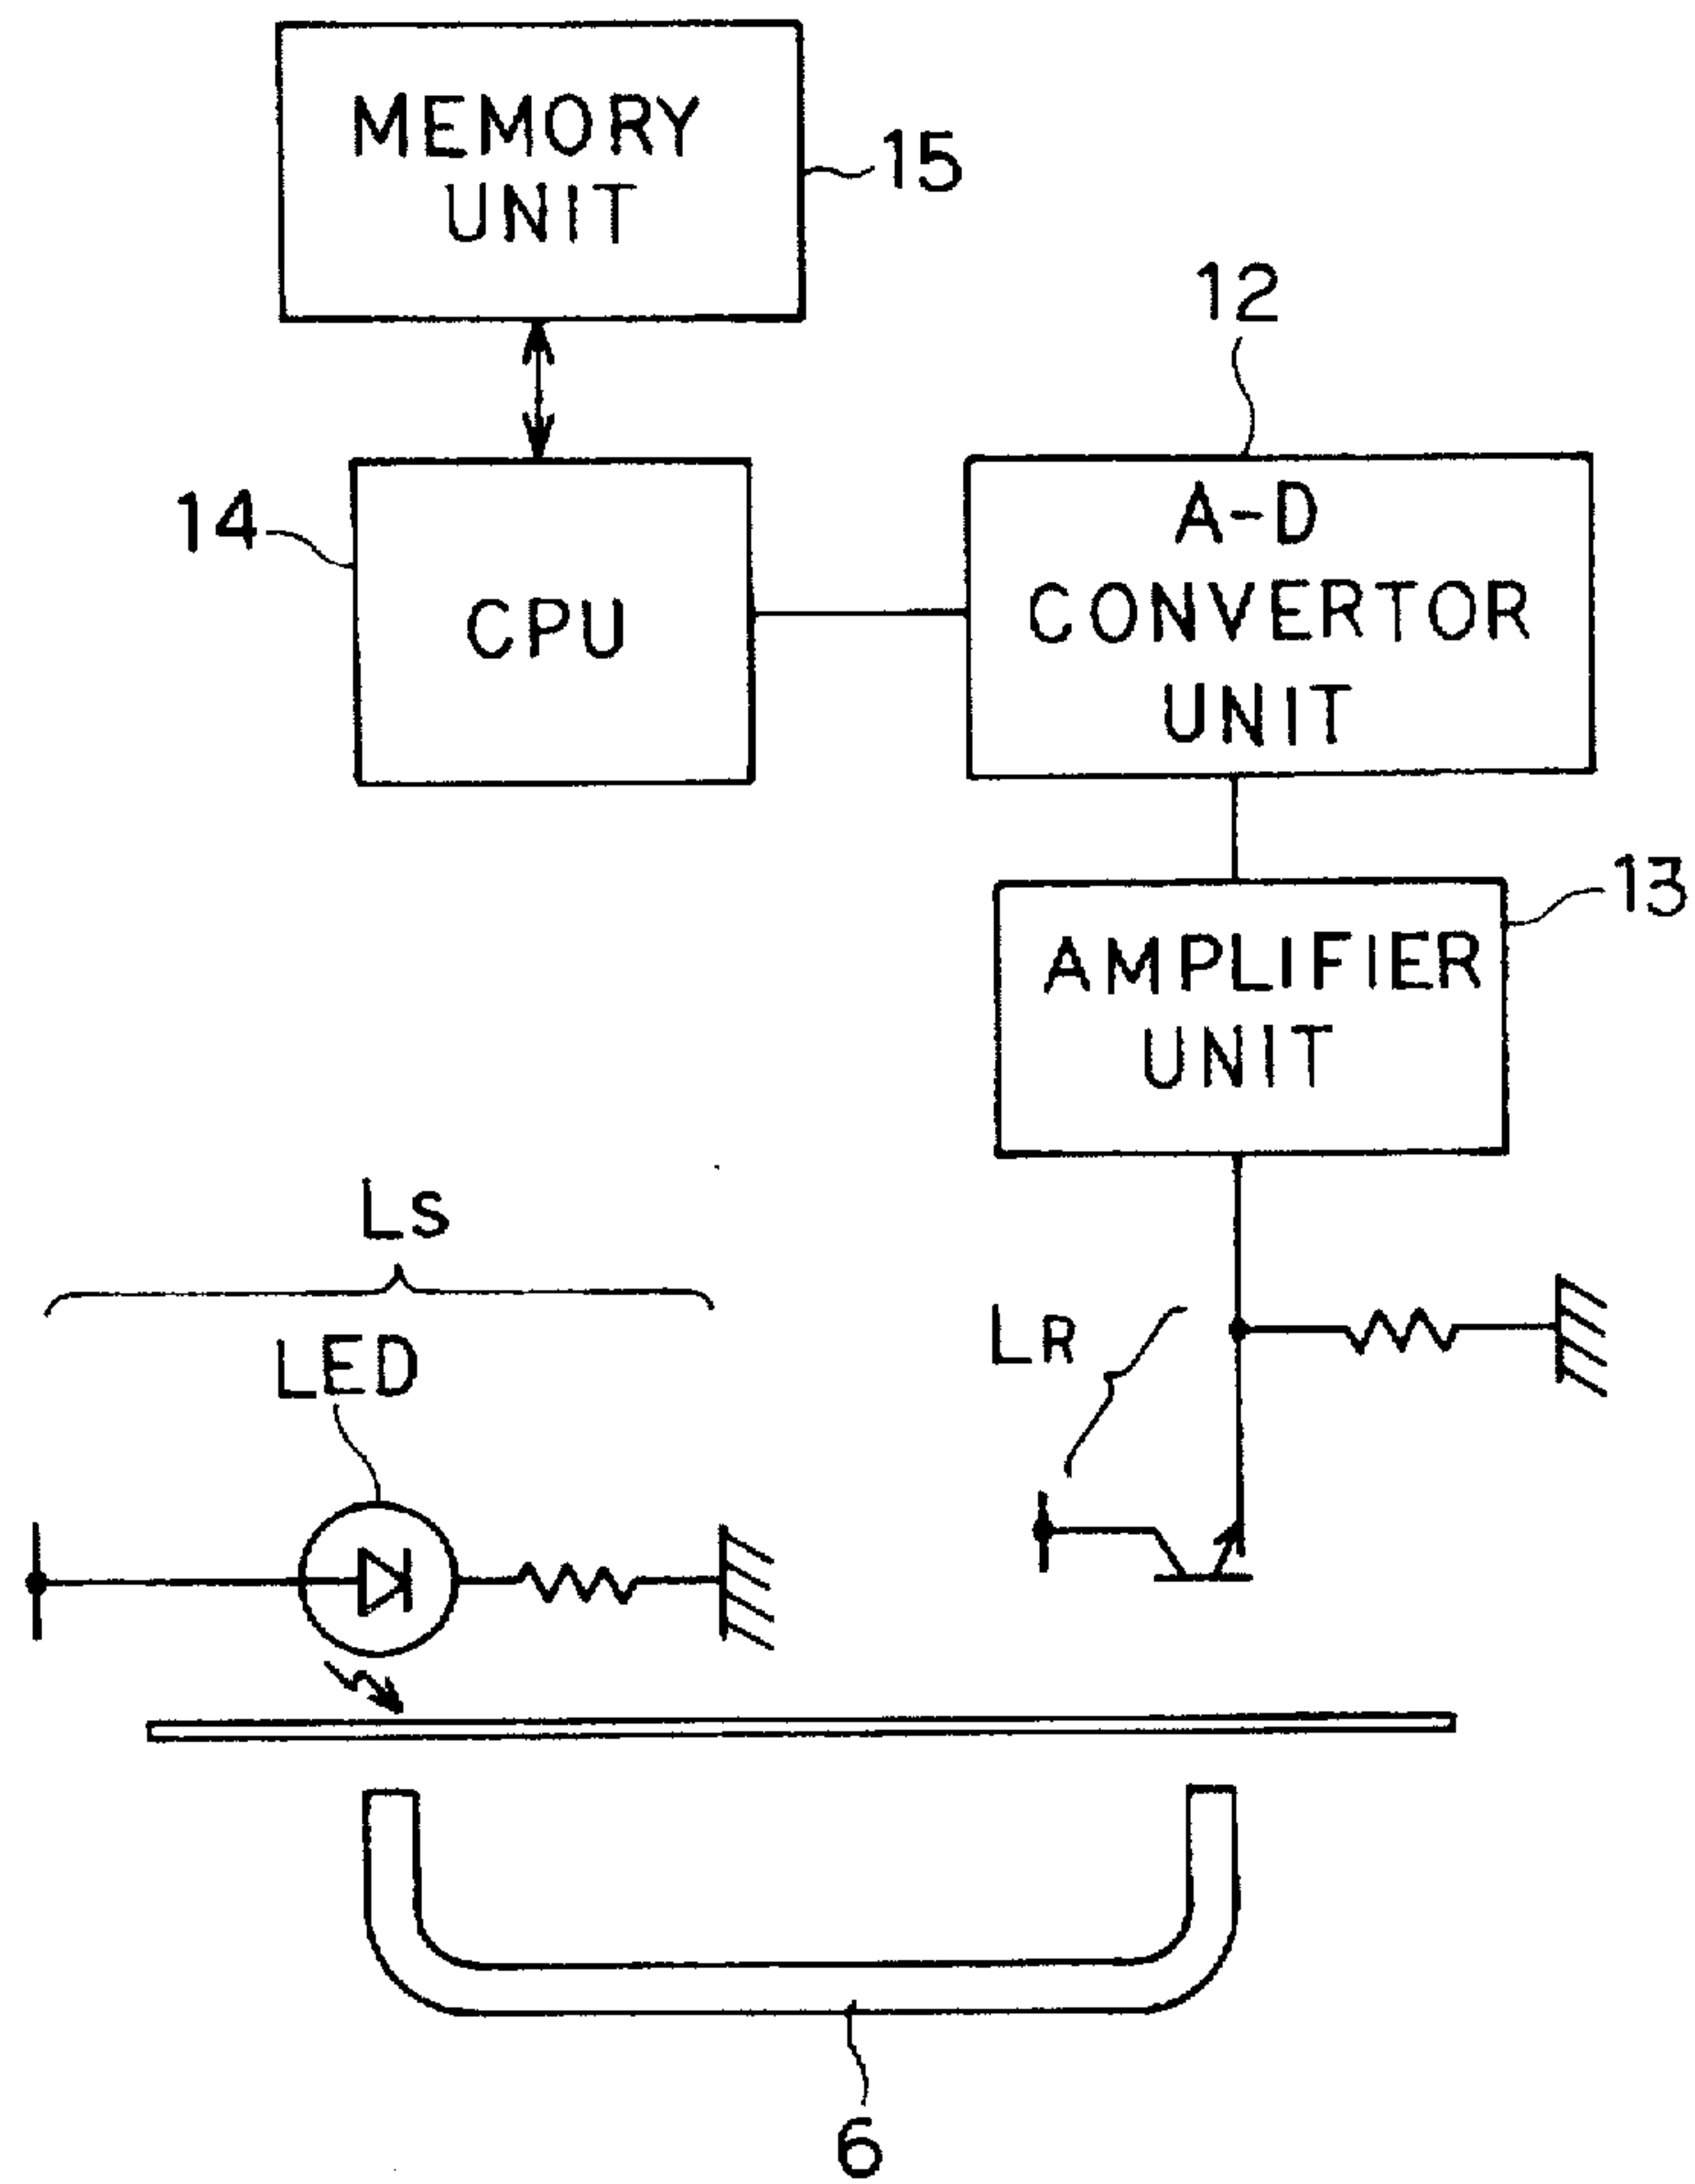 MEMORY
UNIT
15
12
14
CPU
A-D
CONVERTOR
UNIT
13
AMPLIFIER
UNIT
LS
LED
LR
6